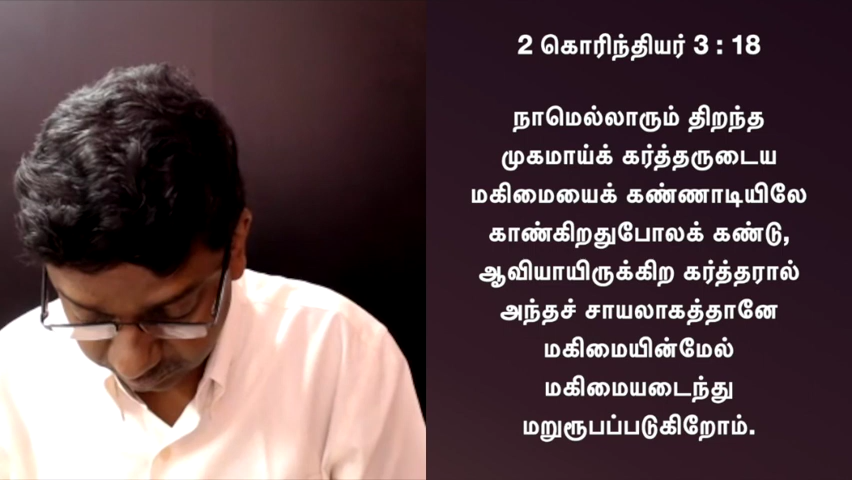 2 கொரிந்தியர் 3 : 18
நாமெல்லாரும் திறந்த
முகமாய்க் கர்த்தருடைய
மகிமையைக் கண்ணாடியிலே
காண்கிறதுபோலக் கண்டு,
ஆவியாயிருக்கிற கர்த்தரால்
அந்தச் சாயலாகத்தானே
மகிமையின்மேல்
மகிமையடைந்து
மறுரூபப்படுகிறோம்.